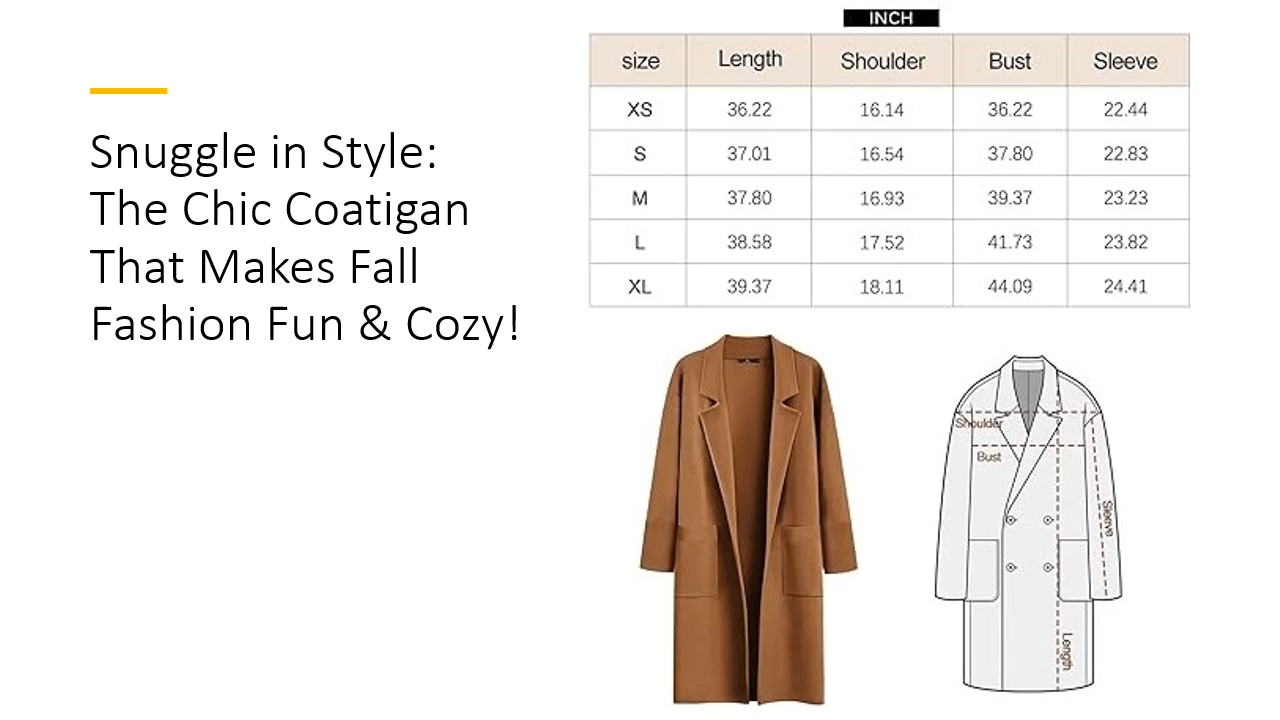 Snuggle in Style:
The Chic Coatigan
That Makes Fall
Fashion Fun & Cozy!
INCH
size Length Shoulder Bust Sleeve
XS 36.22 16.14 36.22 22.44
S 37.01 16.54 37.80 22.83
M 37.80 16.93 39.37 23.23
L 38.58 17.52 41.73 23.82
XL 39.37 18.11 44.09 24.41
Shoulder
Bust
Sleeve
Length